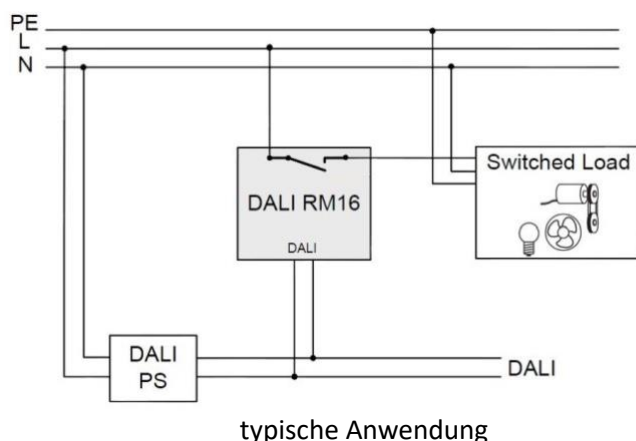 PE
L
N
Switched Load
DALI RM16
DALI
DALI
PS
DALI
typische Anwendung